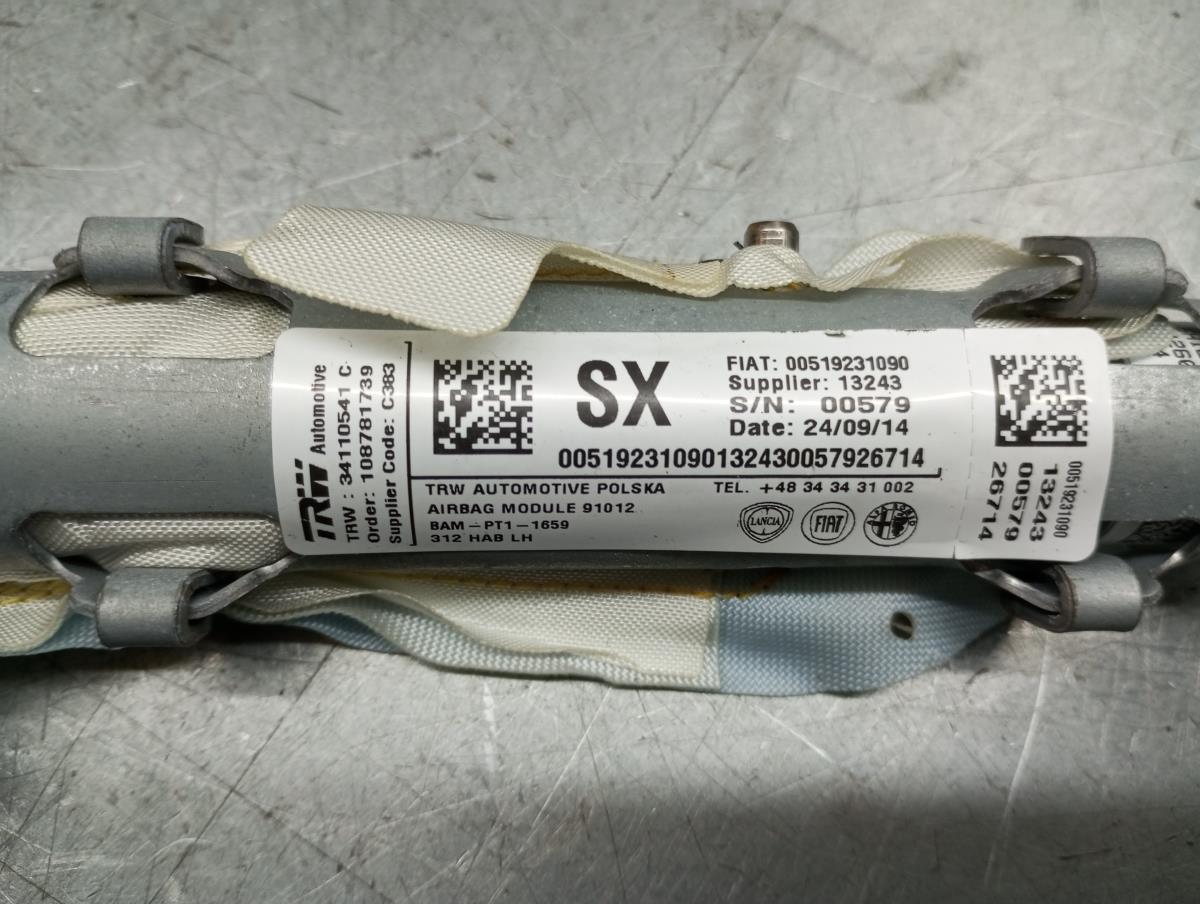 TRW Automotive
TRW : 34110541 C
Order: 108781739
Supplier Code: C383
SX
FIAT: 00519231090
Supplier: 13243
S/N: 00579
Date: 24/09/14
00519231090132430057926714
TRW AUTOMOTIVE POLSKA TEL. +48 34 34 31 002
AIRBAG MODULE 91012
BAM-PT1-1659
312 HAB LH
LANCIA
FIAT
00519231090
13243
00579
26714